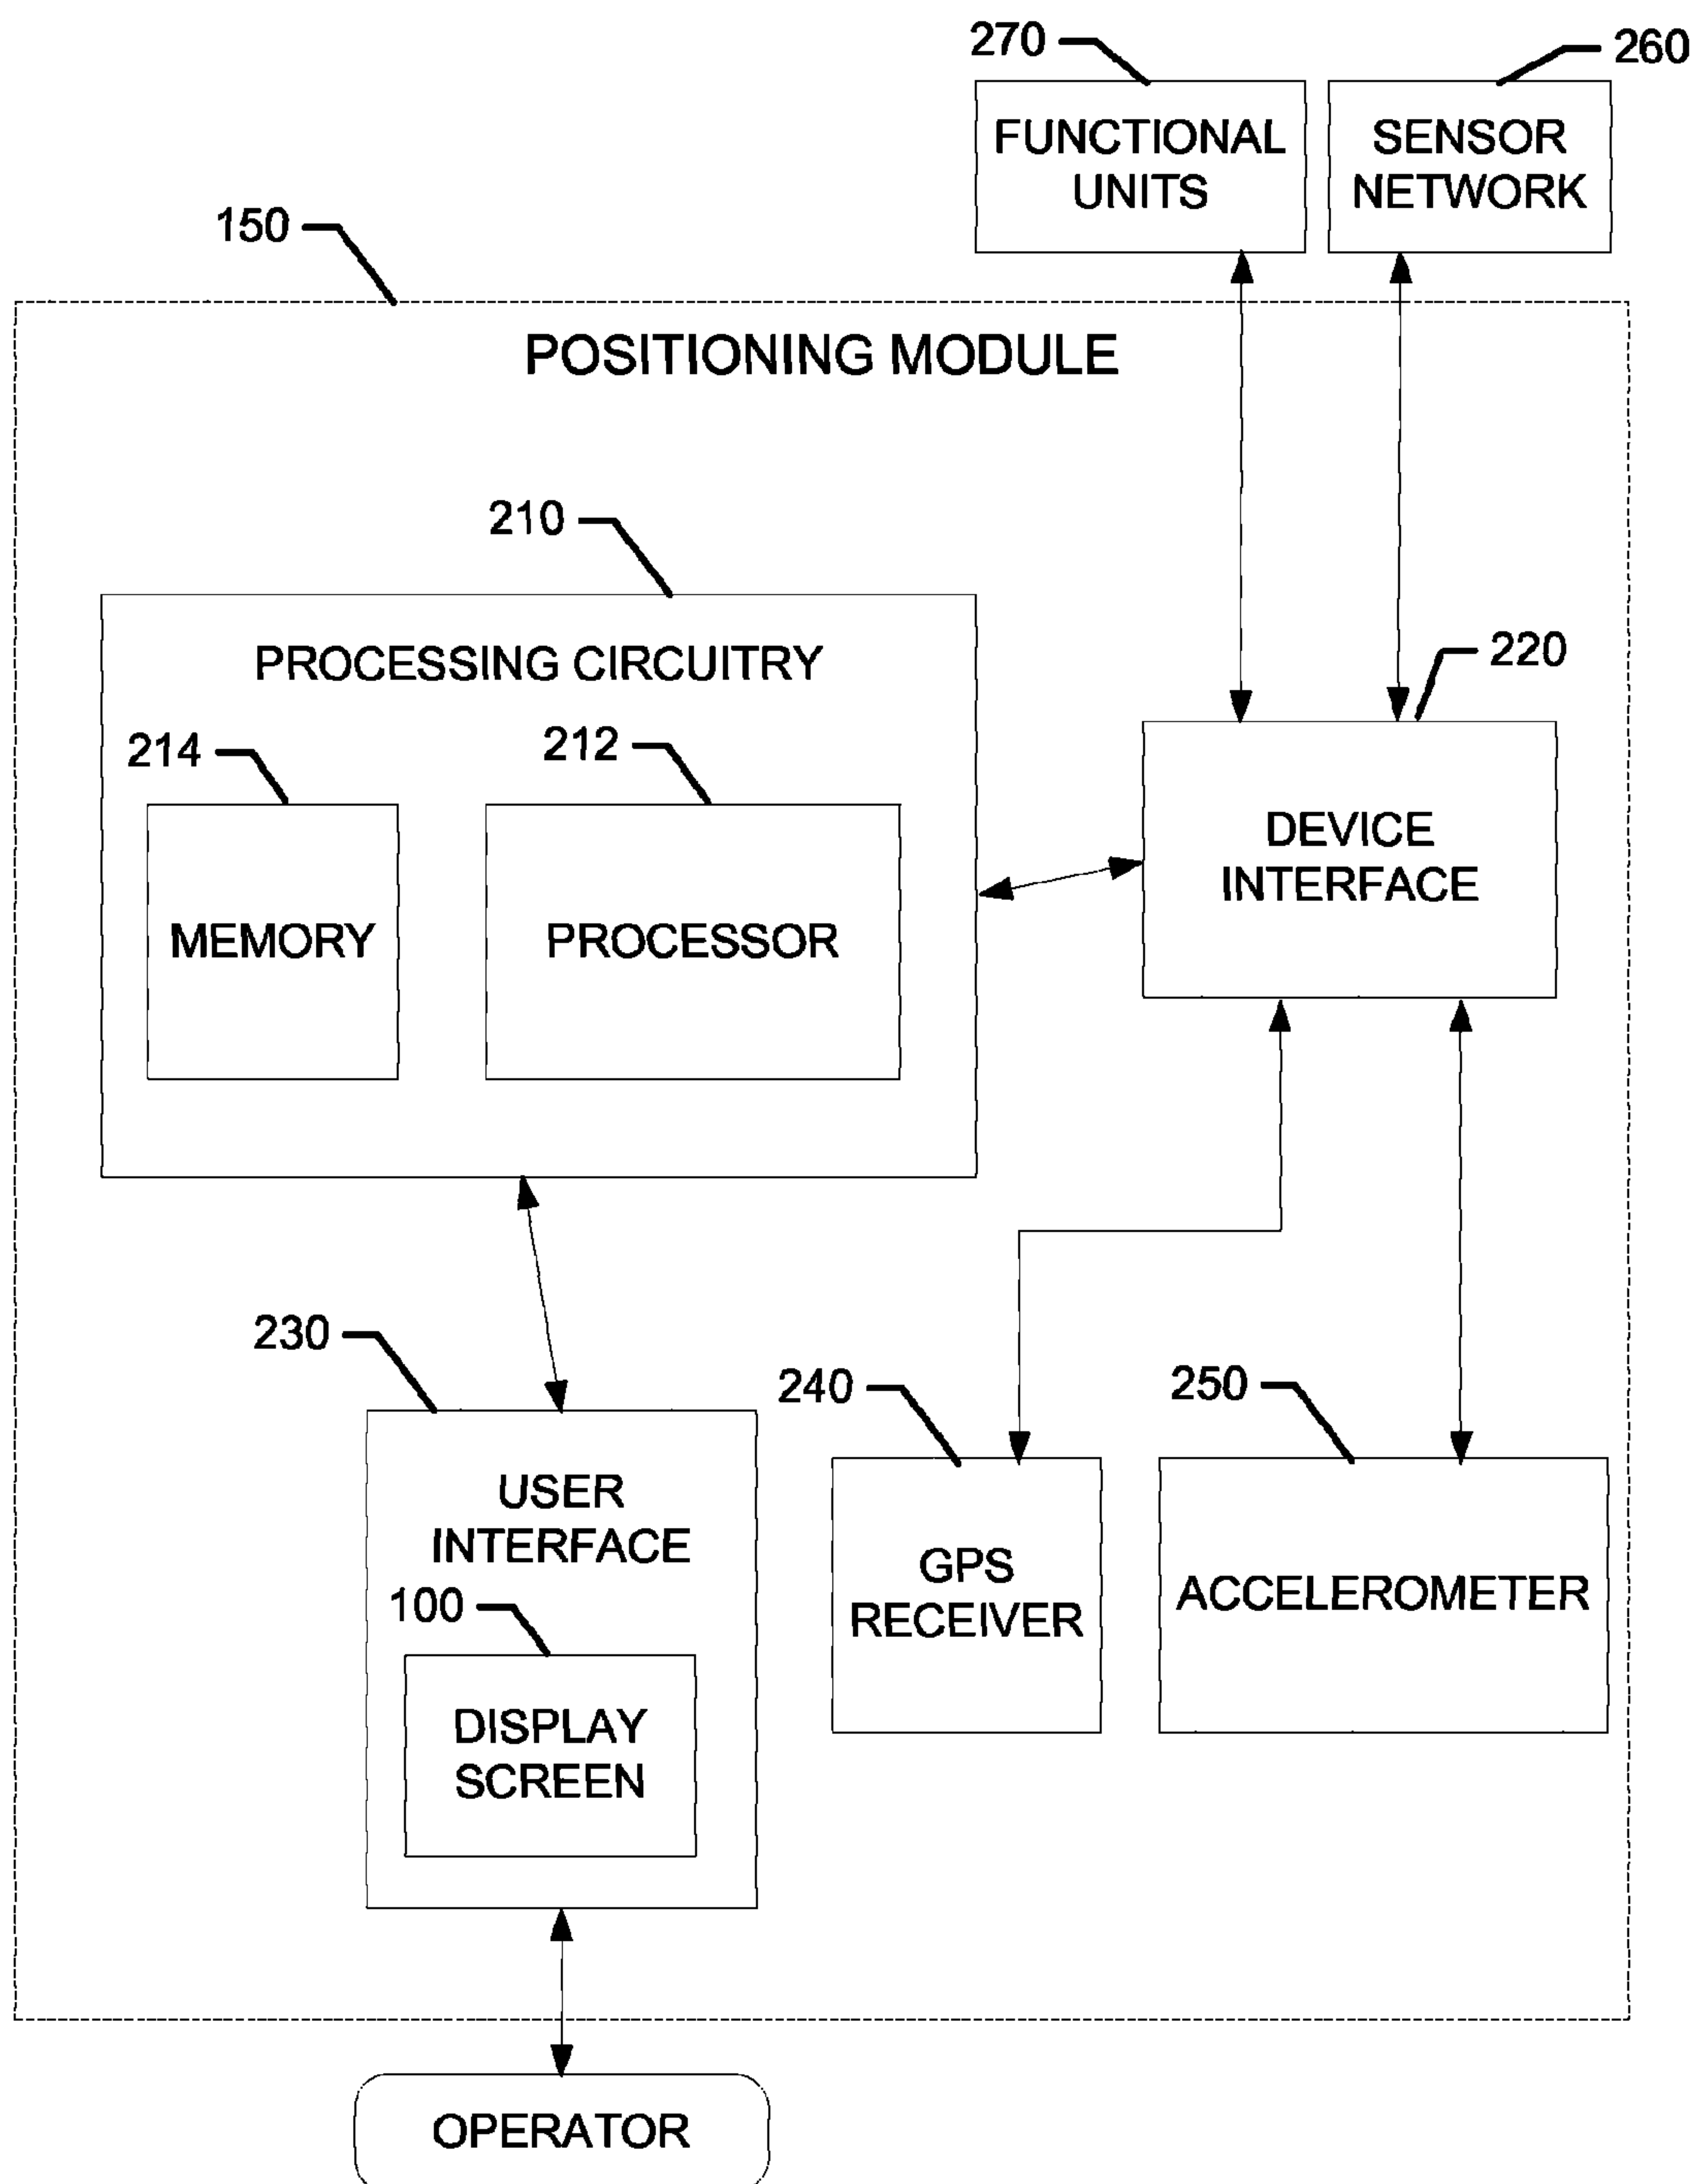 270
260
FUNCTIONAL
UNITS
SENSOR
NETWORK
150
POSITIONING MODULE
210
PROCESSING CIRCUITRY
220
214
212
MEMORY
PROCESSOR
DEVICE
INTERFACE
230
240
250
USER
INTERFACE
100
DISPLAY
SCREEN
GPS
RECEIVER
ACCELEROMETER
OPERATOR